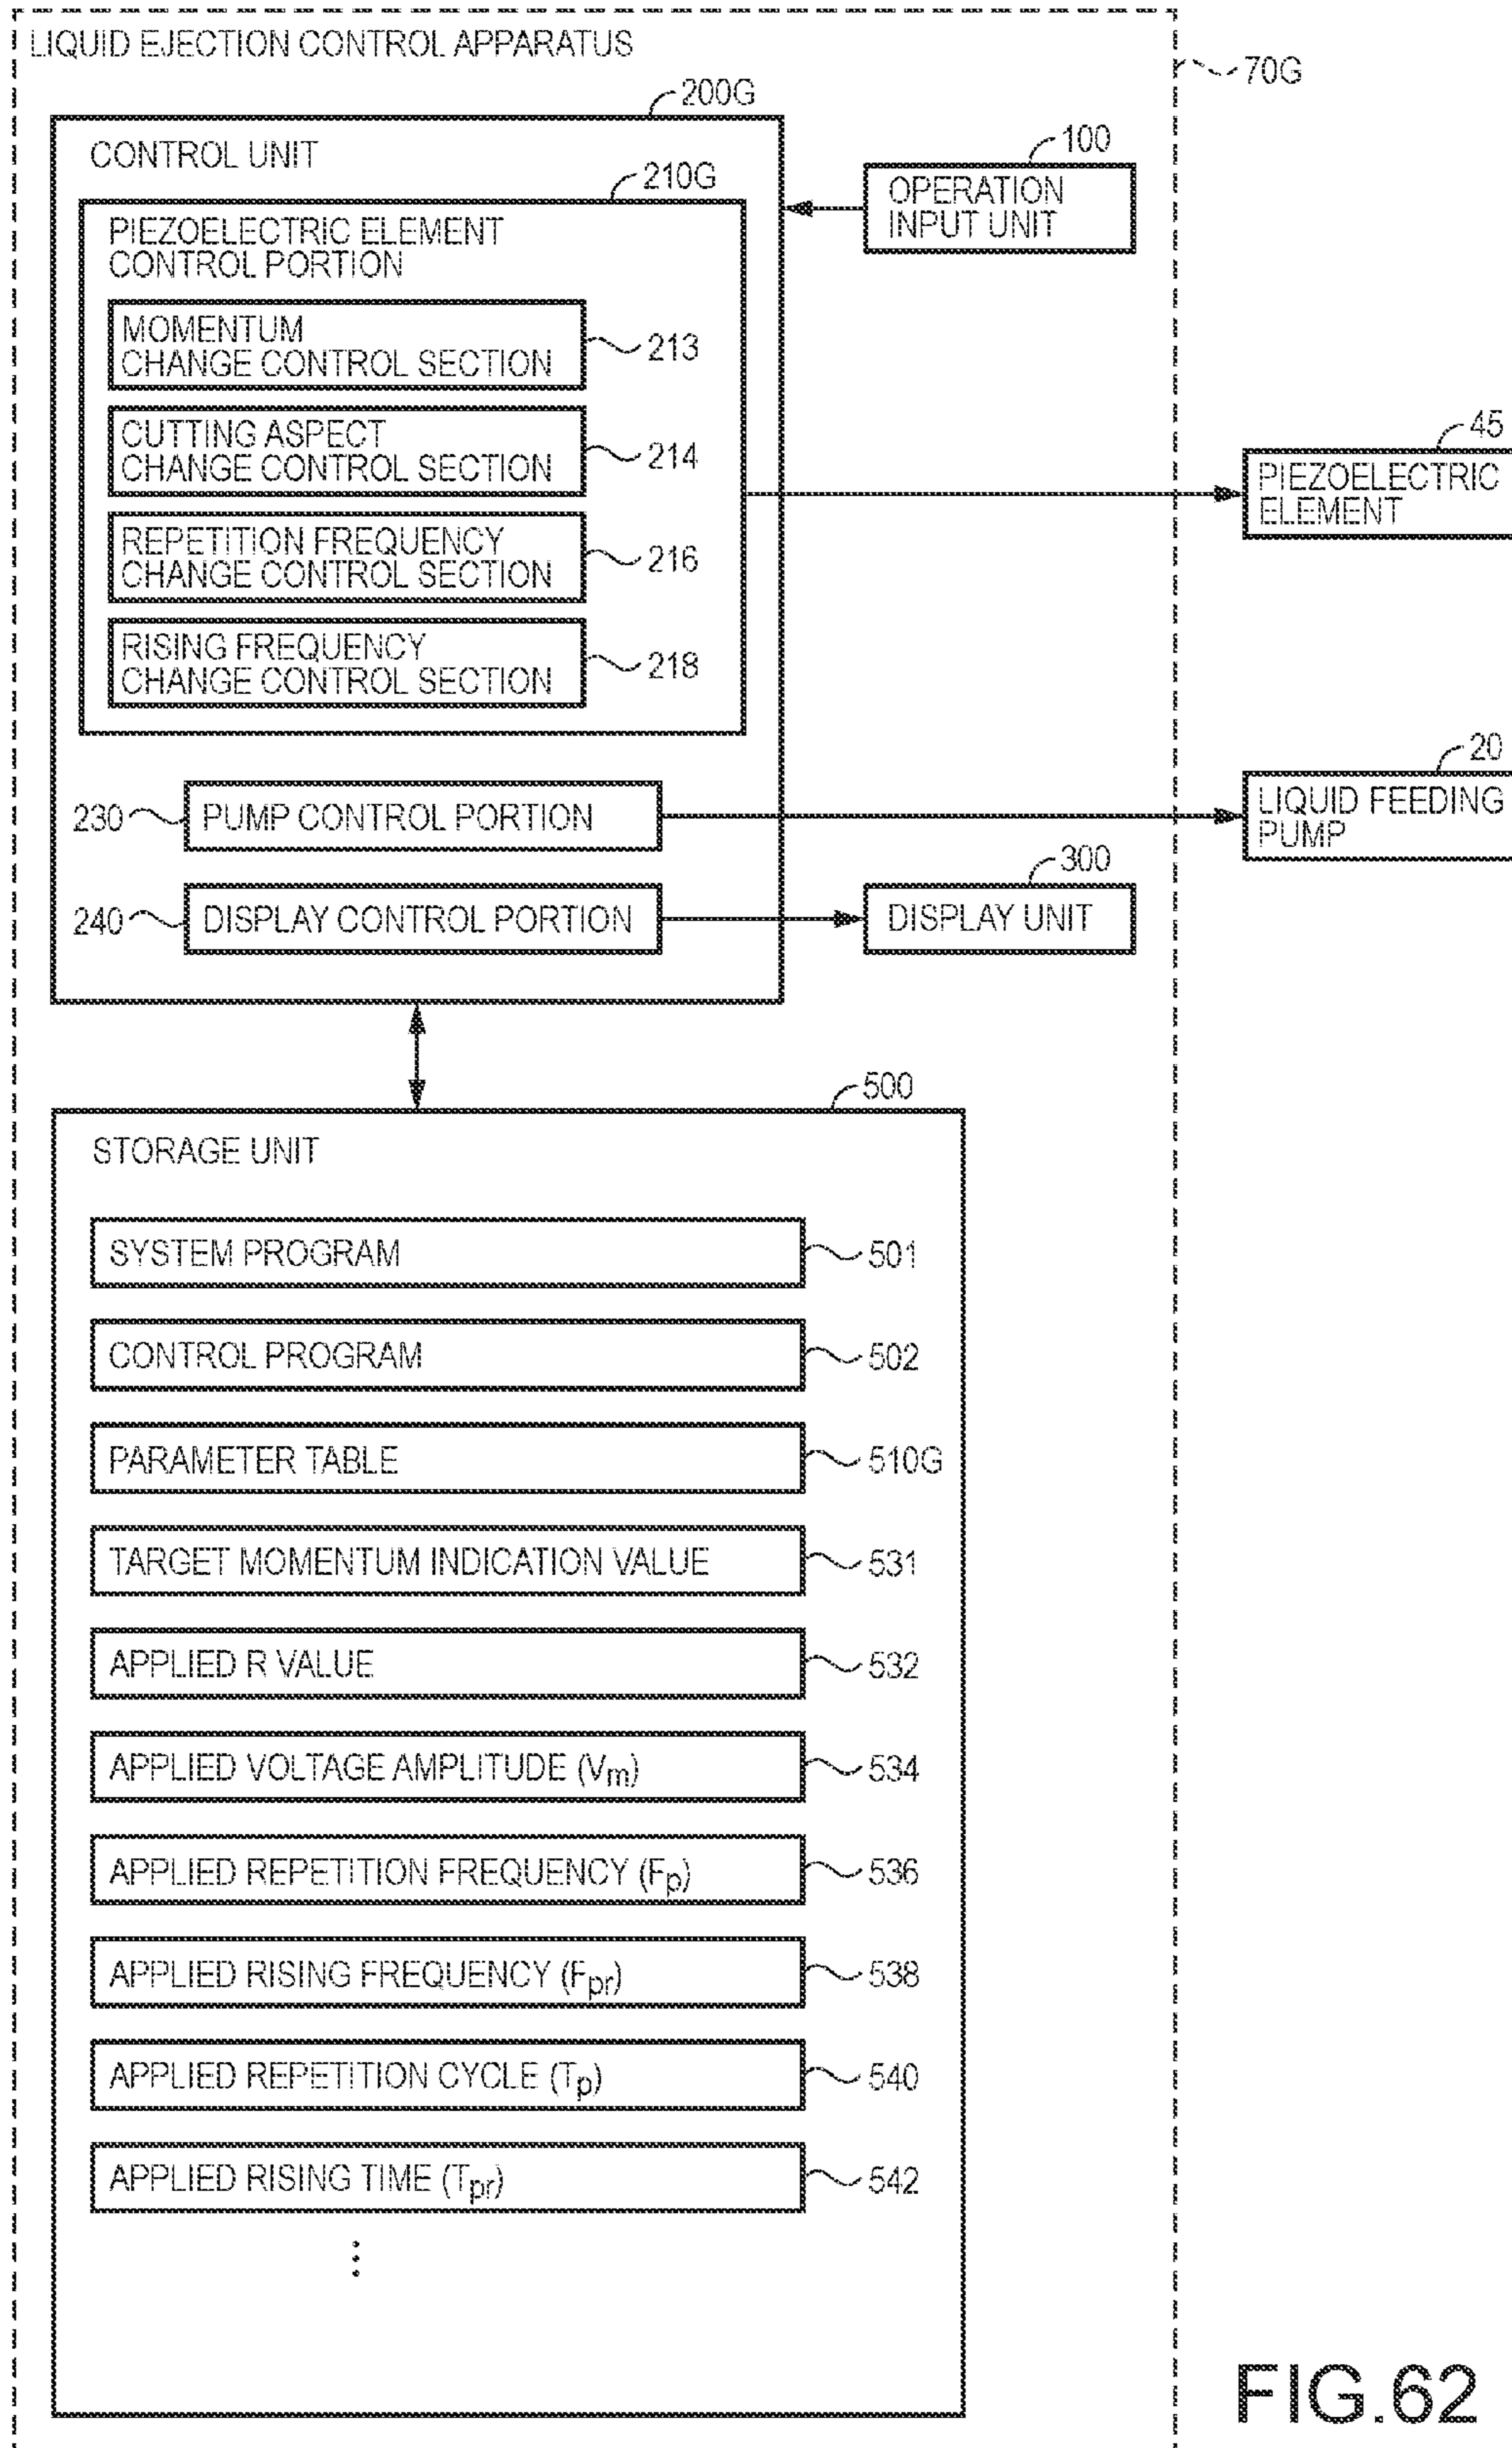 LIQUID EJECTION CONTROL APPARATUS
70G
200G
CONTROL UNIT
100
OPERATION
INPUT UNIT
210G
PIEZOELECTRIC ELEMENT
CONTROL PORTION
MOMENTUM
CHANGE CONTROL SECTION
213
CUTTING ASPECT
CHANGE CONTROL SECTION
214
REPETITION FREQUENCY
CHANGE CONTROL SECTION
216
RISING FREQUENCY
CHANGE CONTROL SECTION
218
45
PIEZOELECTRIC
ELEMENT
230
PUMP CONTROL PORTION
20
LIQUID FEEDING
PUMP
240
DISPLAY CONTROL PORTION
300
DISPLAY UNIT
500
STORAGE UNIT
SYSTEM PROGRAM
501
CONTROL PROGRAM
502
PARAMETER TABLE
510G
TARGET MOMENTUM INDICATION VALUE
531
APPLIED R VALUE
532
APPLIED VOLTAGE AMPLITUDE (Vm)
534
APPLIED REPETITION FREQUENCY (Fp)
536
APPLIED RISING FREQUENCY (Fpr)
538
APPLIED REPETITION CYCLE (Tp)
540
APPLIED RISING TIME (Tpr)
542
FIG.62